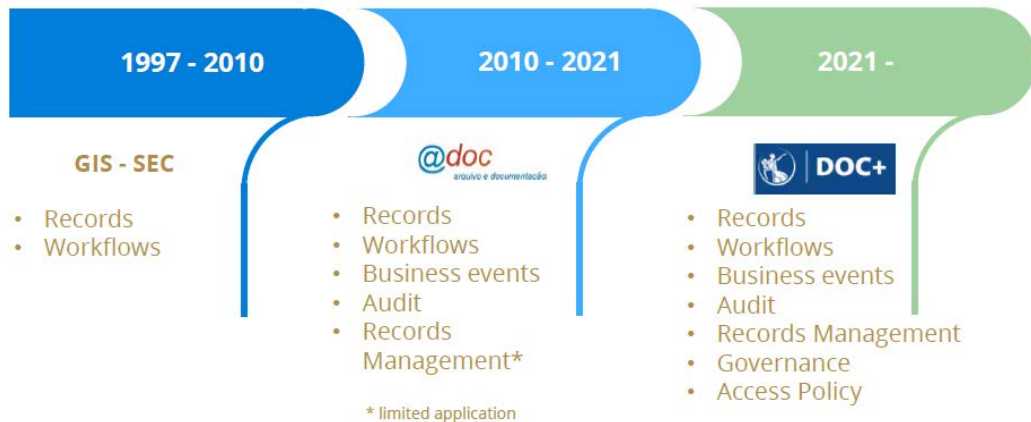 1997 - 2010
2010 - 2021
2021 -
GIS - SEC
• Records
• Workflows
@doc
arquivo e documentação
• Records
• Workflows
• Business events
• Audit
• Records
Management*
* limited application
DOC+
• Records
• Workflows
• Business events
• Audit
• Records Management
• Governance
• Access Policy